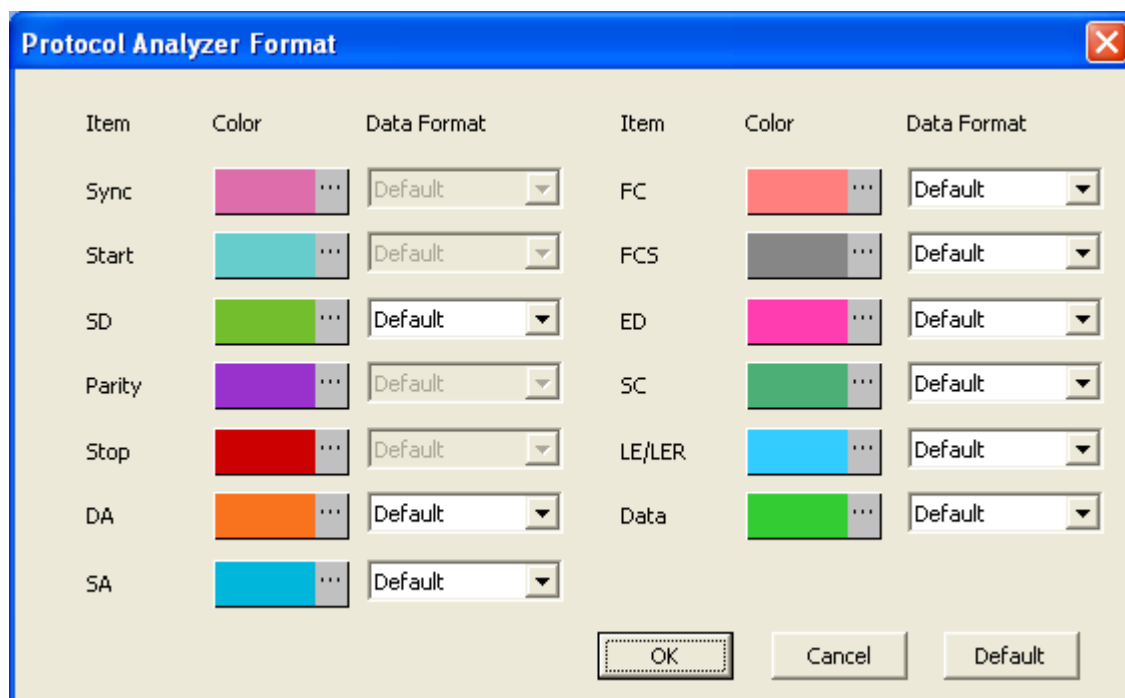 Protocol Analyzer Format
Item Color Data Format Item Color Data Format
Sync ... Default FC ... Default
Start ... Default FCS ... Default
SD ... Default ED ... Default
Parity ... Default SC ... Default
Stop ... Default LE/LER ... Default
DA ... Default Data ... Default
SA ... Default
OK Cancel Default